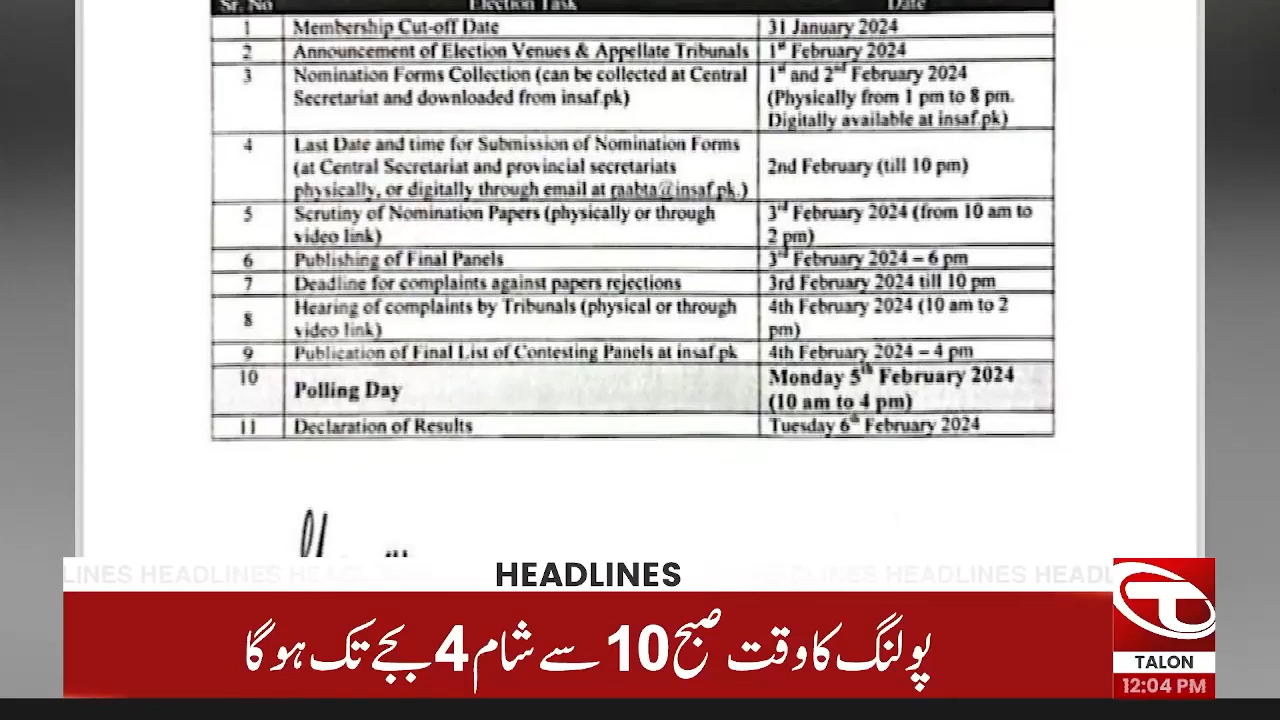 Sr. No Election Task Date
1 Membership Cut-off Date 31 January 2024
2 Announcement of Election Venues & Appellate Tribunals 1st February 2024
3 Nomination Forms Collection (can be collected at Central 1st and 2nd February 2024
Secretariat and downloaded from insaf.pk) (Physically from 1 pm to 8 pm.
Digitally available at insaf.pk)
4 Last Date and time for Submission of Nomination Forms
(at Central Secretariat and provincial secretariats 2nd February (till 10 pm)
physically, or digitally through email at raabta@insaf.pk.)
5 Scrutiny of Nomination Papers (physically or through 3rd February 2024 (from 10 am to
video link) 2 pm)
6 Publishing of Final Panels 3rd February 2024 – 6 pm
7 Deadline for complaints against papers rejections 3rd February 2024 till 10 pm
8 Hearing of complaints by Tribunals (physical or through 4th February 2024 (10 am to 2
video link) pm)
9 Publication of Final List of Contesting Panels at insaf.pk 4th February 2024 – 4 pm
10 Polling Day Monday 5th February 2024
(10 am to 4 pm)
11 Declaration of Results Tuesday 6th February 2024
LINES HEADLINES HEADLINES HEADLINES HEADL
HEADLINES
پولنگ کا وقت صبح 10 سے شام 4 بجے تک ہوگا
TALON
12:04 PM